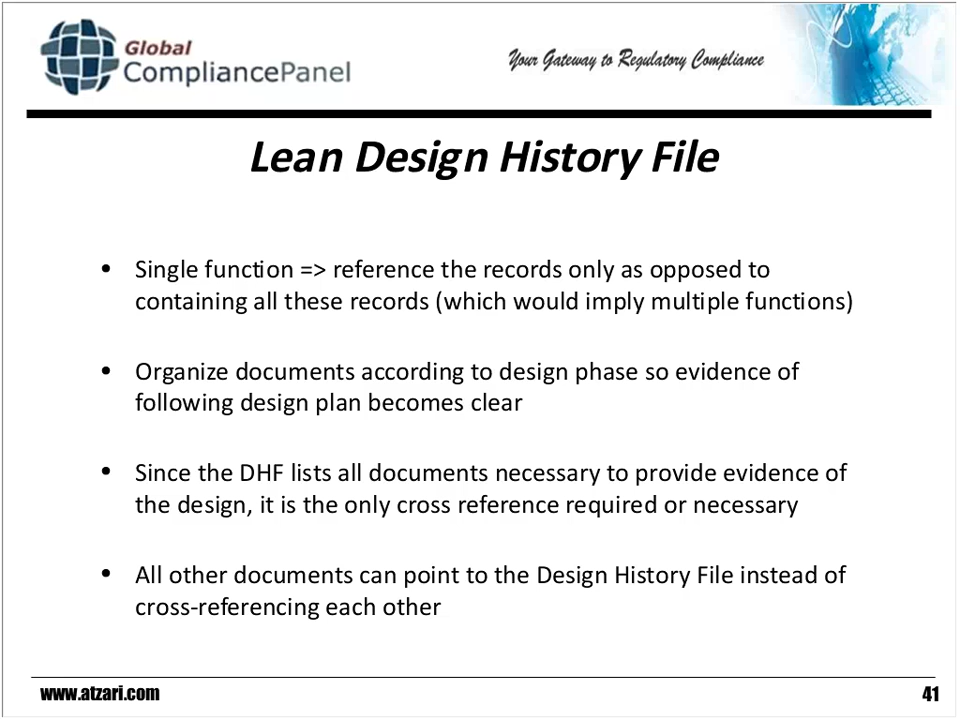 Global
CompliancePanel
Your Gateway to Regulatory Compliance
Lean Design History File
• Single function => reference the records only as opposed to
containing all these records (which would imply multiple functions)
• Organize documents according to design phase so evidence of
following design plan becomes clear
• Since the DHF lists all documents necessary to provide evidence of
the design, it is the only cross reference required or necessary
• All other documents can point to the Design History File instead of
cross-referencing each other
www.atzari.com
41